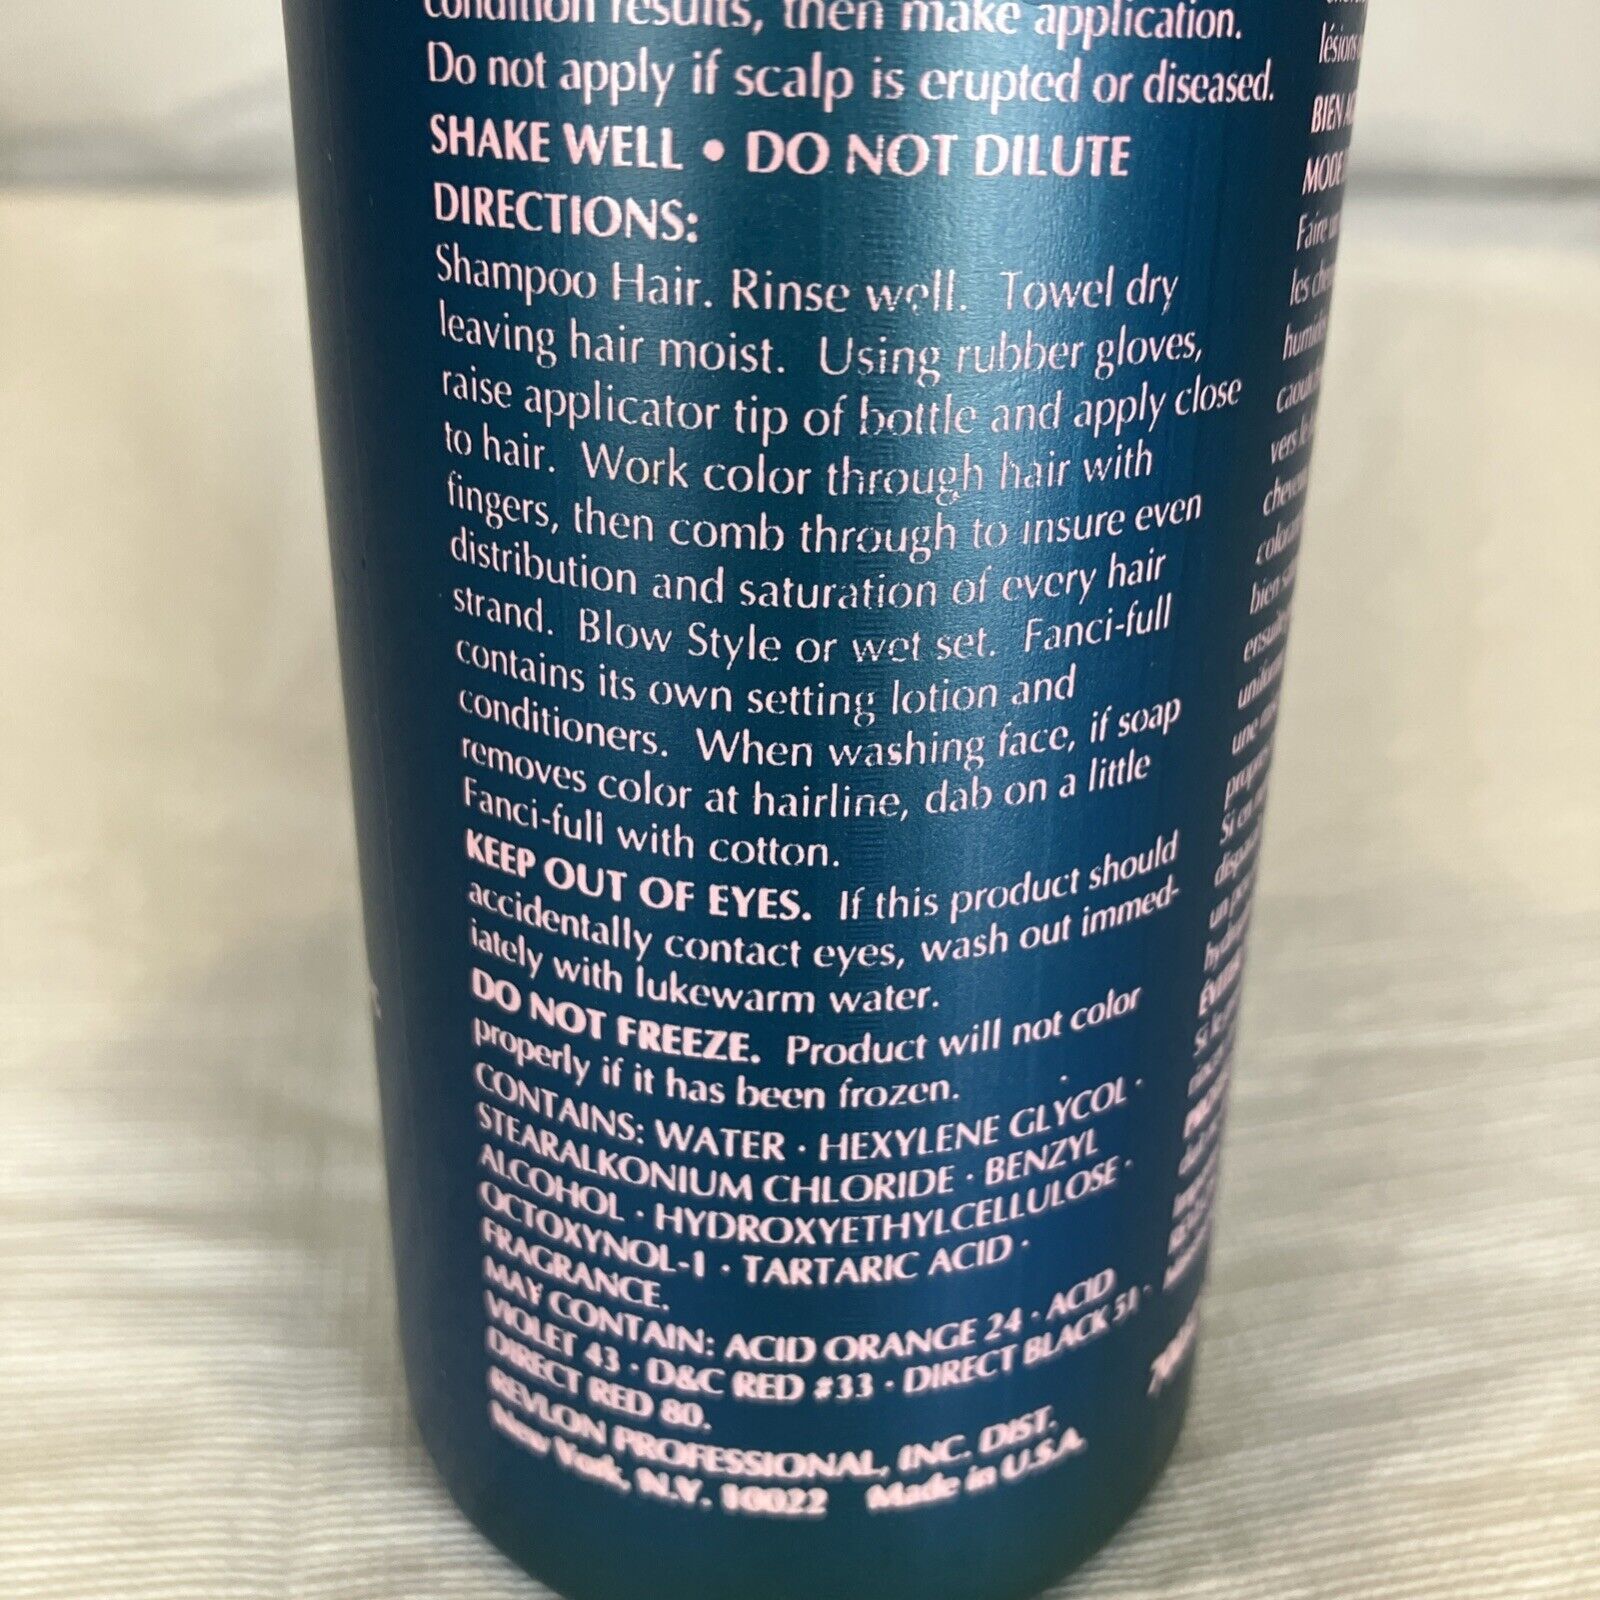 condition results, then make application.
Do not apply if scalp is erupted or diseased.
SHAKE WELL • DO NOT DILUTE
DIRECTIONS:
Shampoo Hair. Rinse well. Towel dry
leaving hair moist. Using rubber gloves,
raise applicator tip of bottle and apply close
to hair. Work color through hair with
fingers, then comb through to insure even
distribution and saturation of every hair
strand. Blow Style or wet set. Fanci-full
contains its own setting lotion and
conditioners. When washing face, if soap
removes color at hairline, dab on a little
Fanci-full with cotton.
KEEP OUT OF EYES. If this product should
accidentally contact eyes, wash out immed-
iately with lukewarm water.
DO NOT FREEZE. Product will not color
properly if it has been frozen.
CONTAINS: WATER · HEXYLENE GLYCOL ·
STEARALKONIUM CHLORIDE · BENZYL
ALCOHOL · HYDROXYETHYLCELLULOSE ·
OCTOXYNOL-1 · TARTARIC ACID ·
FRAGRANCE.
MAY CONTAIN: ACID ORANGE 24 · ACID
VIOLET 43 · D&C RED #33 · DIRECT BLACK 51 ·
DIRECT RED 80.
REVLON PROFESSIONAL, INC. DIST.
New York, N.Y. 10022 Made in U.S.A.
lésions
BIEN
MODE
Faire
les